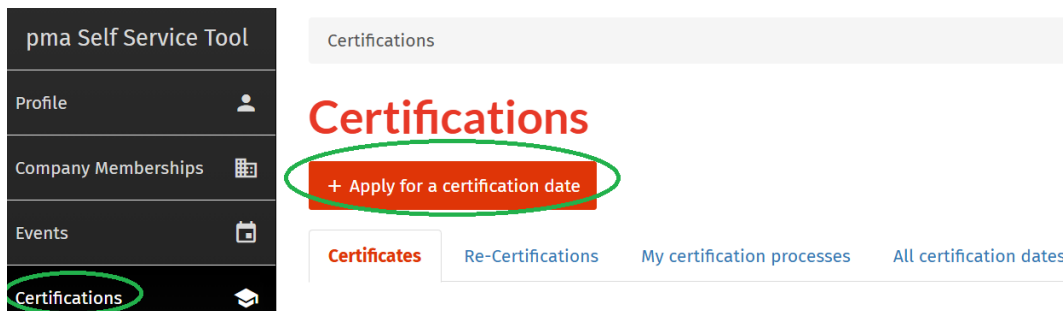 pma Self Service Tool
Profile
Company Memberships
Events
Certifications
Certifications
Certifications
+ Apply for a certification date
Certificates Re-Certifications My certification processes All certification dates